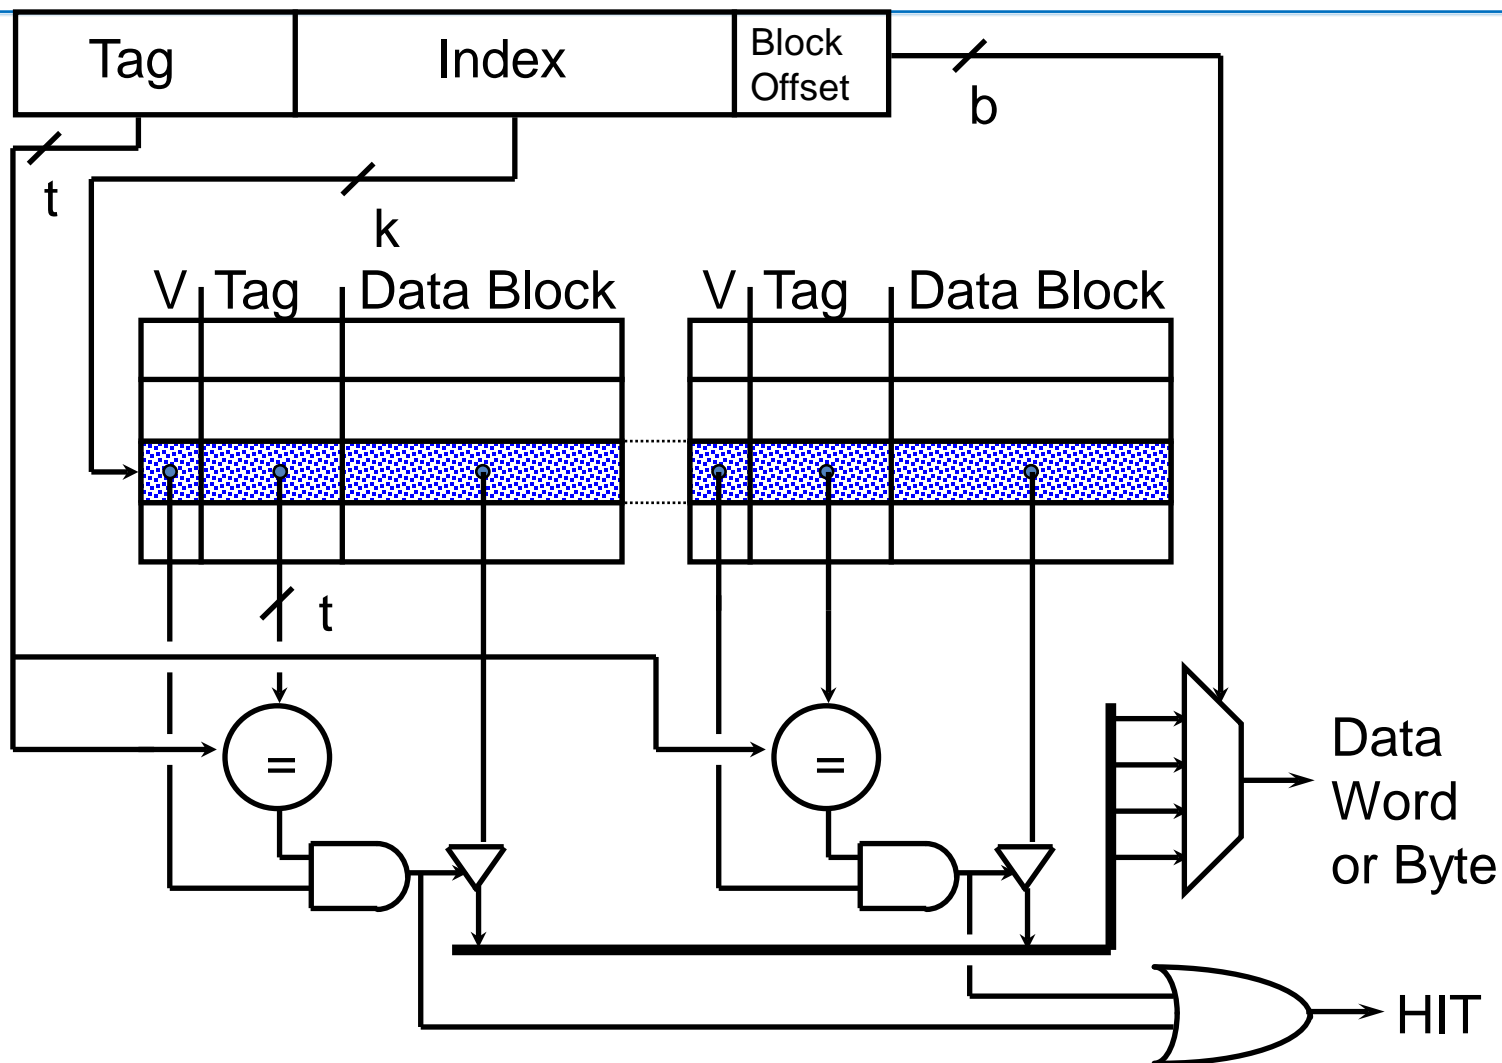 Tag
Index
Block
Offset
b
t
k
V
Tag
Data Block
V
Tag
Data Block
t
=
=
Data
Word
or Byte
HIT